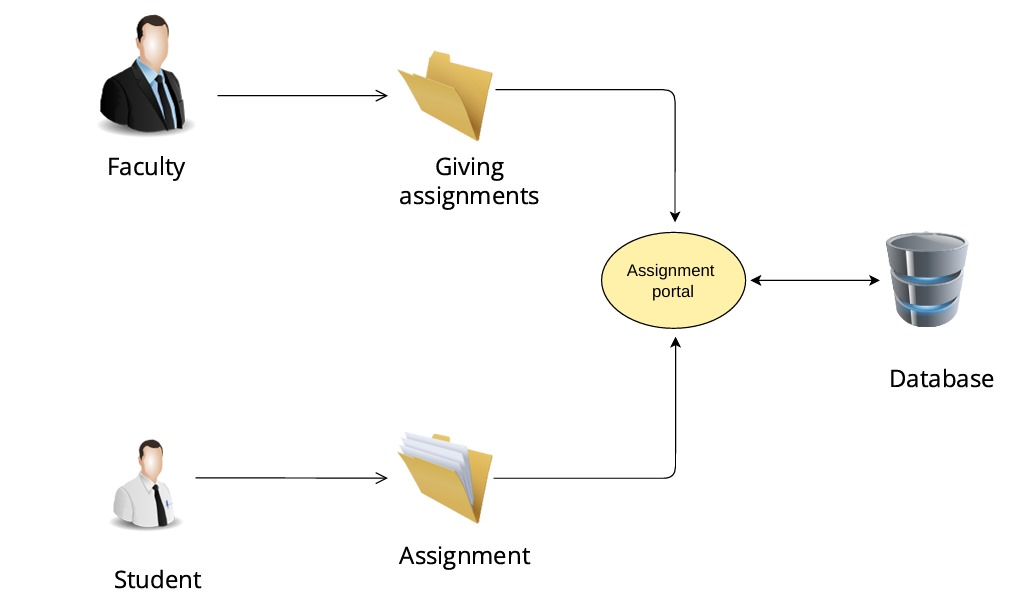 Faculty
Giving
assignments
Assignment
portal
Database
Assignment
Student